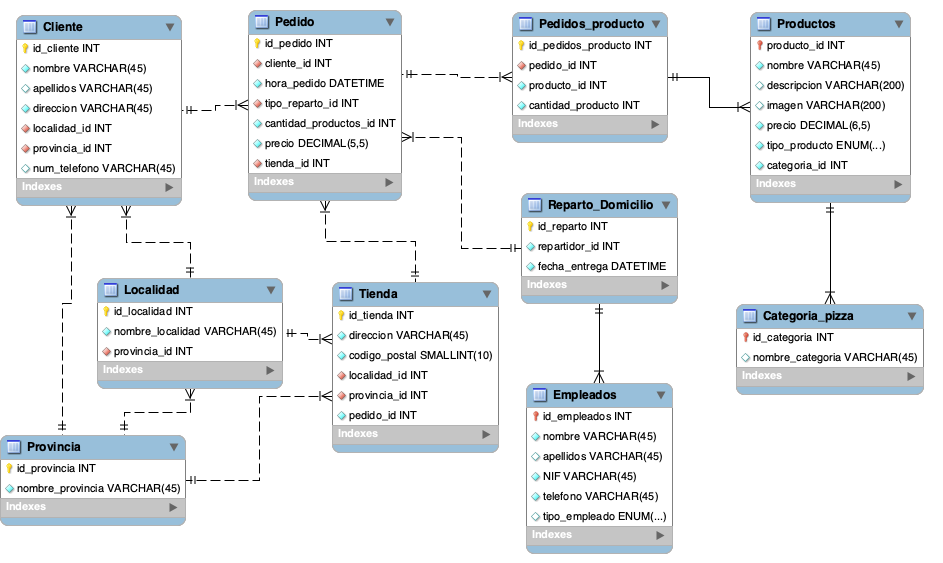 Cliente
id_cliente INT
nombre VARCHAR(45)
apellidos VARCHAR(45)
direccion VARCHAR(45)
localidad_id INT
provincia_id INT
num_telefono VARCHAR(45)
Indexes
Pedido
id_pedido INT
cliente_id INT
hora_pedido DATETIME
tipo_reparto_id INT
cantidad_productos_id INT
precio DECIMAL(5,5)
tienda_id INT
Indexes
Pedidos_producto
id_pedidos_producto INT
pedido_id INT
producto_id INT
cantidad_producto INT
Indexes
Productos
producto_id INT
nombre VARCHAR(45)
descripcion VARCHAR(200)
imagen VARCHAR(200)
precio DECIMAL(6,5)
tipo_producto ENUM(...)
categoria_id INT
Indexes
Reparto_Domicilio
id_reparto INT
repartidor_id INT
fecha_entrega DATETIME
Indexes
Localidad
id_localidad INT
nombre_localidad VARCHAR(45)
provincia_id INT
Indexes
Tienda
id_tienda INT
direccion VARCHAR(45)
codigo_postal SMALLINT(10)
localidad_id INT
provincia_id INT
pedido_id INT
Indexes
Categoria_pizza
id_categoria INT
nombre_categoria VARCHAR(45)
Indexes
Empleados
id_empleados INT
nombre VARCHAR(45)
apellidos VARCHAR(45)
NIF VARCHAR(45)
telefono VARCHAR(45)
tipo_empleado ENUM(...)
Indexes
Provincia
id_provincia INT
nombre_provincia VARCHAR(45)
Indexes